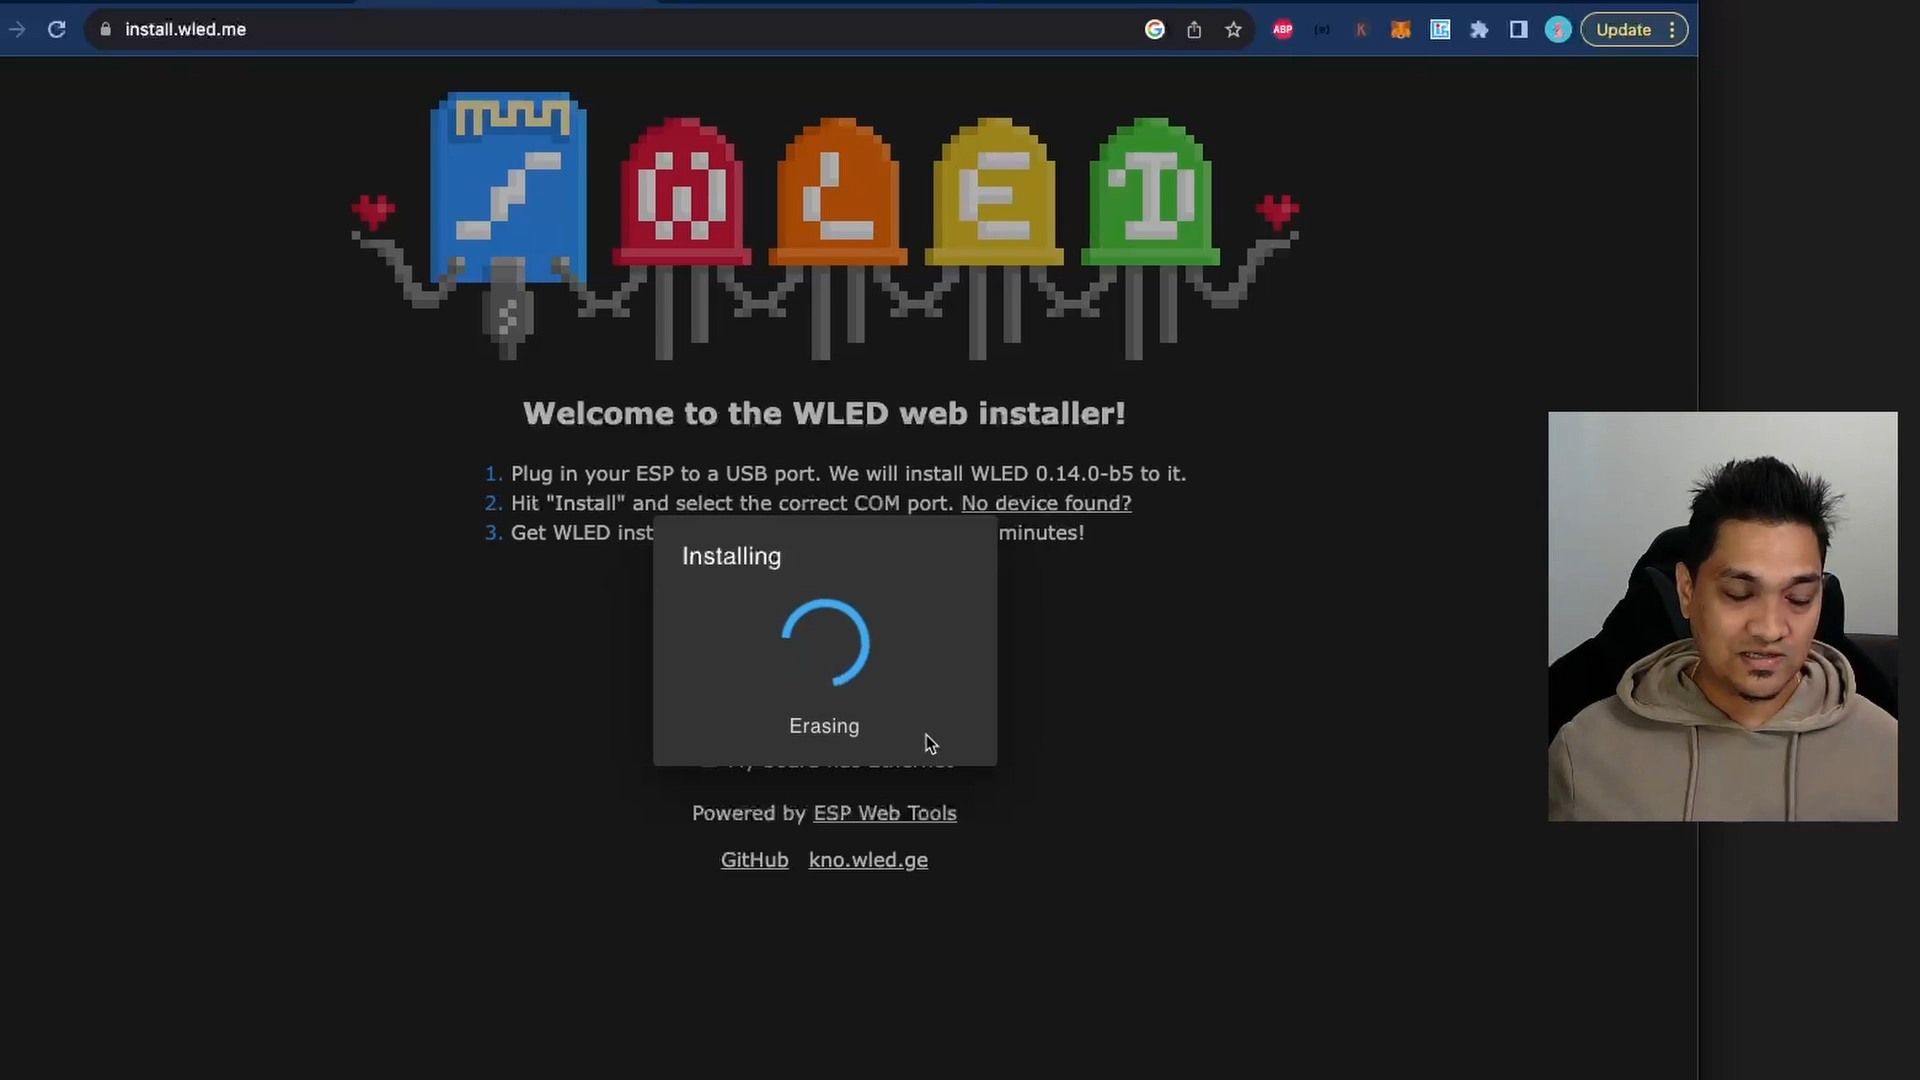 install.wled.me
ABP
K
Update
W L E D
Welcome to the WLED web installer!
1. Plug in your ESP to a USB port. We will install WLED 0.14.0-b5 to it.
2. Hit "Install" and select the correct COM port. No device found?
3. Get WLED inst
minutes!
Installing
Erasing
Powered by ESP Web Tools
GitHub kno.wled.ge